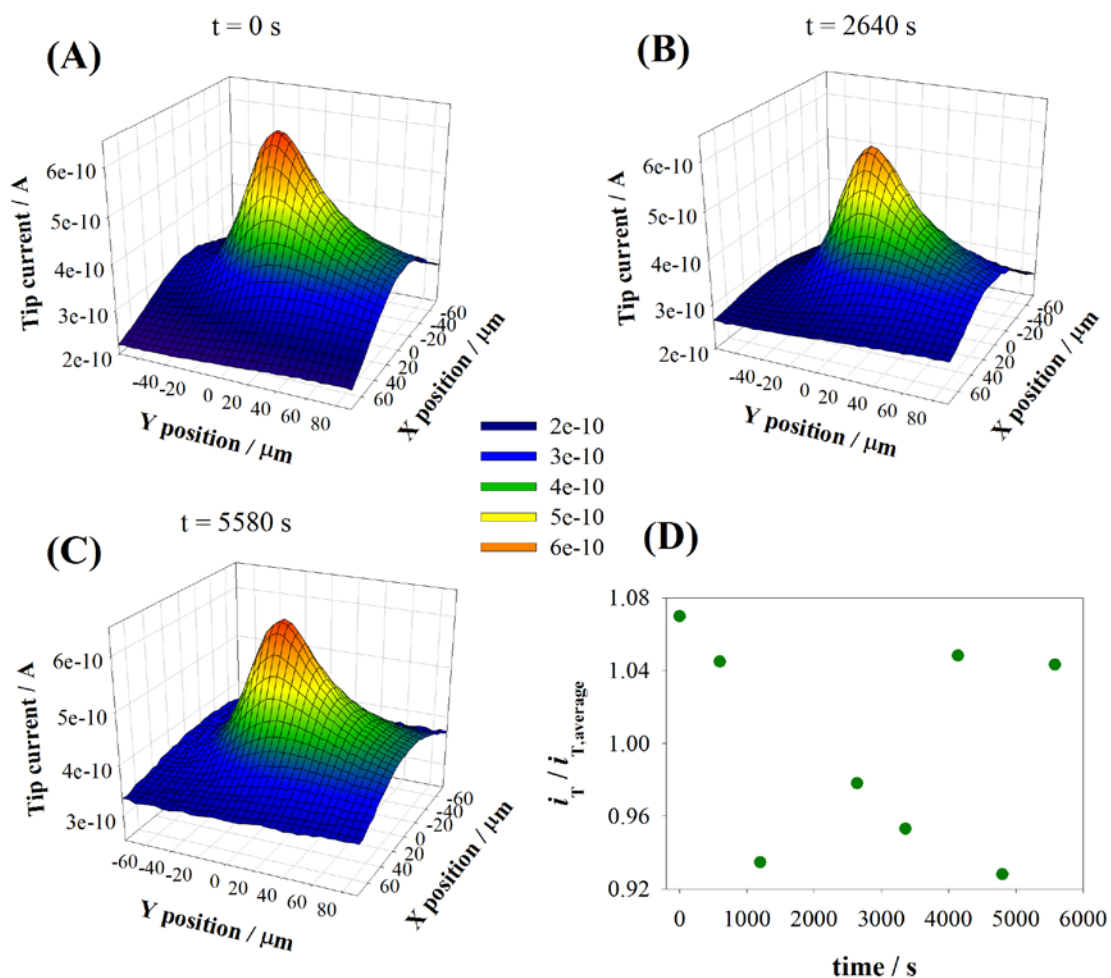 t = 0 s
(A)
6e-10
5e-10
4e-10
3e-10
2e-10
Tip current / A
-40
-20
0
20
40
60
80
Y position / μm
-60
-40
-20
0
20
40
60
X position / μm
t = 2640 s
(B)
6e-10
5e-10
4e-10
3e-10
2e-10
Tip current / A
-40
-20
0
20
40
60
80
Y position / μm
-60
-40
-20
0
20
40
60
X position / μm
2e-10
3e-10
4e-10
5e-10
6e-10
t = 5580 s
(C)
6e-10
5e-10
4e-10
3e-10
Tip current / A
-60
-40
-20
0
20
40
60
80
Y position / μm
-60
-40
-20
0
20
40
60
X position / μm
(D)
1.08
1.04
1.00
0.96
0.92
i_T / i_T,average
0 1000 2000 3000 4000 5000 6000
time / s